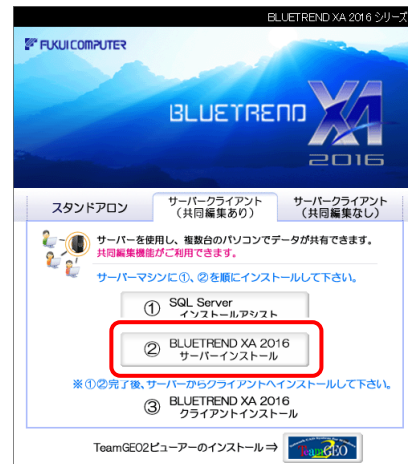 BLUETREND XA 2016 シリーズ
FUKUI COMPUTER
BLUETREND XA
2016
スタンドアロン
サーバークライアント
（共同編集あり）
サーバークライアント
（共同編集なし）
サーバーを使用し、複数台のパソコンでデータが共有できます。
共同編集機能がご利用できます。
サーバーマシンに①、②を順にインストールして下さい。
① SQL Server
インストールアシスト
② BLUETREND XA 2016
サーバーインストール
※①②完了後、サーバーからクライアントへインストールして下さい。
③ BLUETREND XA 2016
クライアントインストール
TeamGEO2ビューアーのインストール⇒
TeamGEO